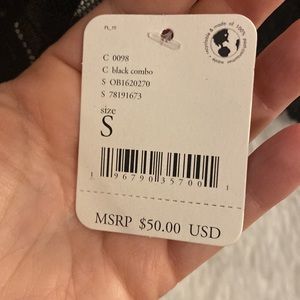 C 0098
C black combo
S OB1620270
S 78191673
size
S
1 96790 35700 1
MSRP $50.00 USD